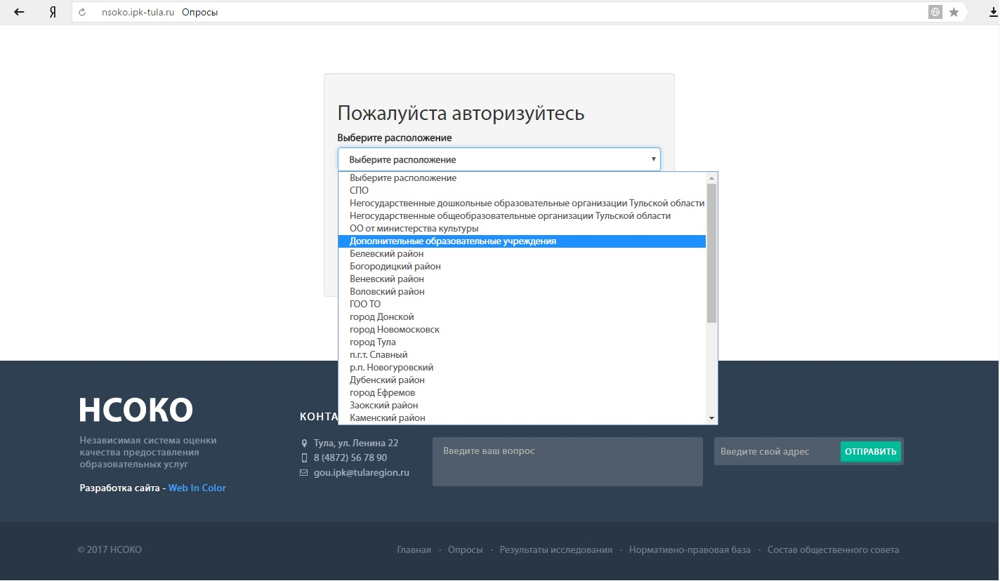 Я nsoko.ipk-tula.ru Опросы
Пожалуйста авторизуйтесь
Выберите расположение
Выберите расположение
Выберите расположение
СПО
Негосударственные дошкольные образовательные организации Тульской области
Негосударственные общеобразовательные организации Тульской области
ОО от министерства культуры
Дополнительные образовательные учреждения
Белевский район
Богородицкий район
Веневский район
Воловский район
ГОО ТО
город Донской
город Новомосковск
город Тула
п.г.т. Славный
р.п. Новогуровский
Дубенский район
город Ефремов
Заокский район
Каменский район
НСОКО
Независимая система оценки
качества предоставления
образовательных услуг
Разработка сайта - Web In Color
КОНТА
Тула, ул. Ленина 22
8 (4872) 56 78 90
gou.ipk@tularegion.ru
Введите ваш вопрос
Введите свой адрес
ОТПРАВИТЬ
© 2017 НСОКО
Главная · Опросы · Результаты исследования · Нормативно-правовая база · Состав общественного совета